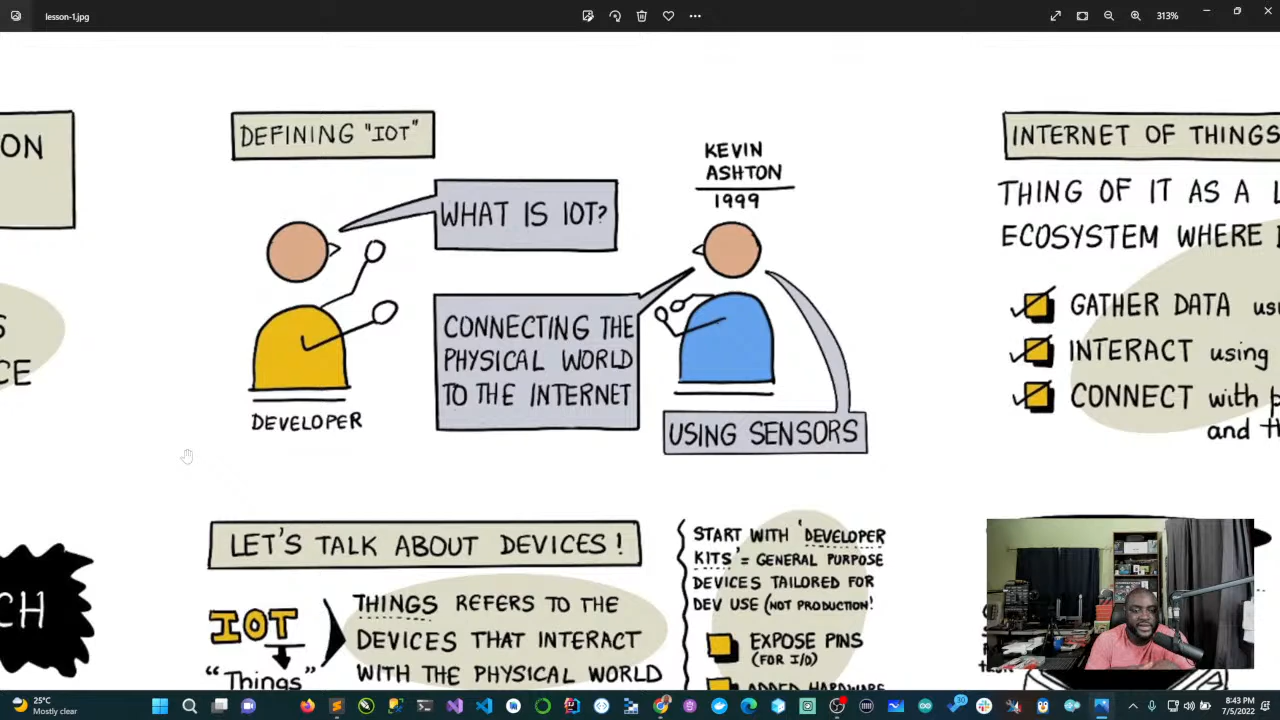 lesson-1.jpg
313%
ON
DEFINING "IOT"
WHAT IS IOT?
KEVIN
ASHTON
1999
CONNECTING THE
PHYSICAL WORLD
TO THE INTERNET
USING SENSORS
DEVELOPER
INTERNET OF THINGS
THING OF IT AS A
ECOSYSTEM WHERE
GATHER DATA
INTERACT using
CONNECT with
and
CE
CH
LET'S TALK ABOUT DEVICES!
IOT
"Things"
THINGS REFERS TO THE
DEVICES THAT INTERACT
WITH THE PHYSICAL WORLD
START WITH 'DEVELOPER
KITS' = GENERAL PURPOSE
DEVICES TAILORED FOR
DEV USE (NOT PRODUCTION!
EXPOSE PINS
(FOR I/O)
ADDED HARDWARE
25°C
Mostly clear
30
8:43 PM
7/5/2022